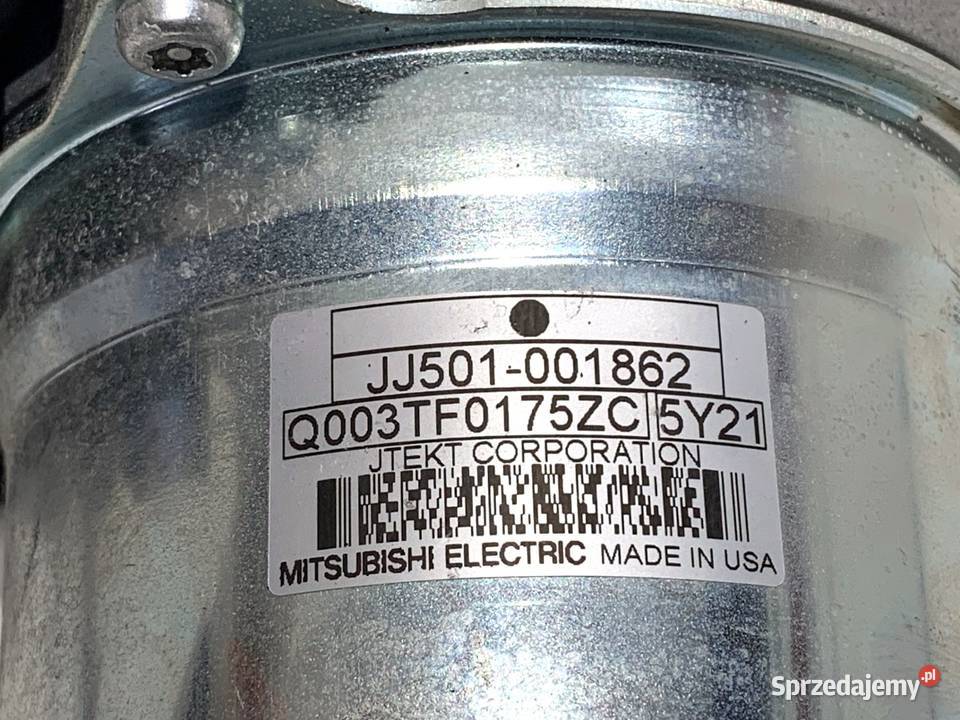 JJ501-001862
Q003TF0175ZC 5Y21
JTEKT CORPORATION
MITSUBISHI ELECTRIC MADE IN USA
Sprzedajemy.pl